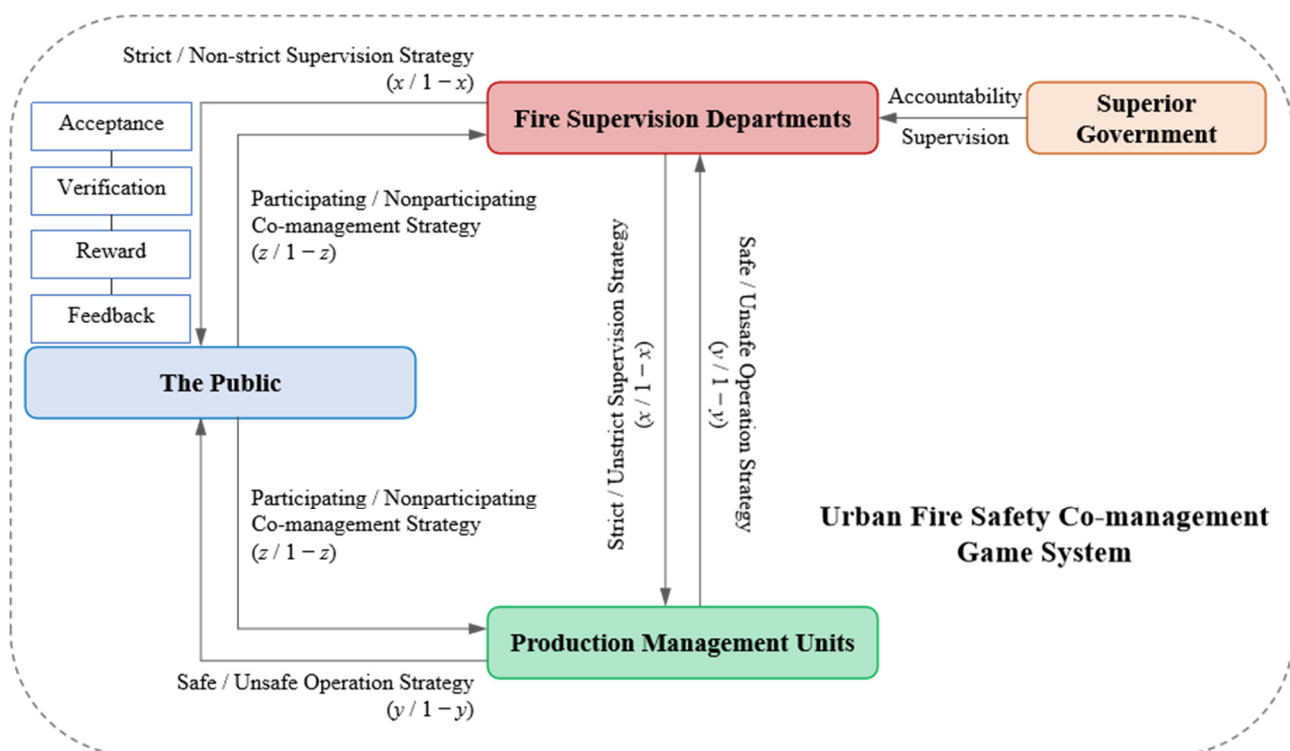 Strict / Non-strict Supervision Strategy
(x / 1 − x)
Fire Supervision Departments
Accountability
Supervision
Superior
Government
Acceptance
Verification
Reward
Feedback
Participating / Nonparticipating
Co-management Strategy
(z / 1 − z)
The Public
Strict / Unstrict Supervision Strategy
(x / 1 − x)
Safe / Unsafe Operation Strategy
(y / 1 − y)
Participating / Nonparticipating
Co-management Strategy
(z / 1 − z)
Urban Fire Safety Co-management
Game System
Production Management Units
Safe / Unsafe Operation Strategy
(y / 1 − y)